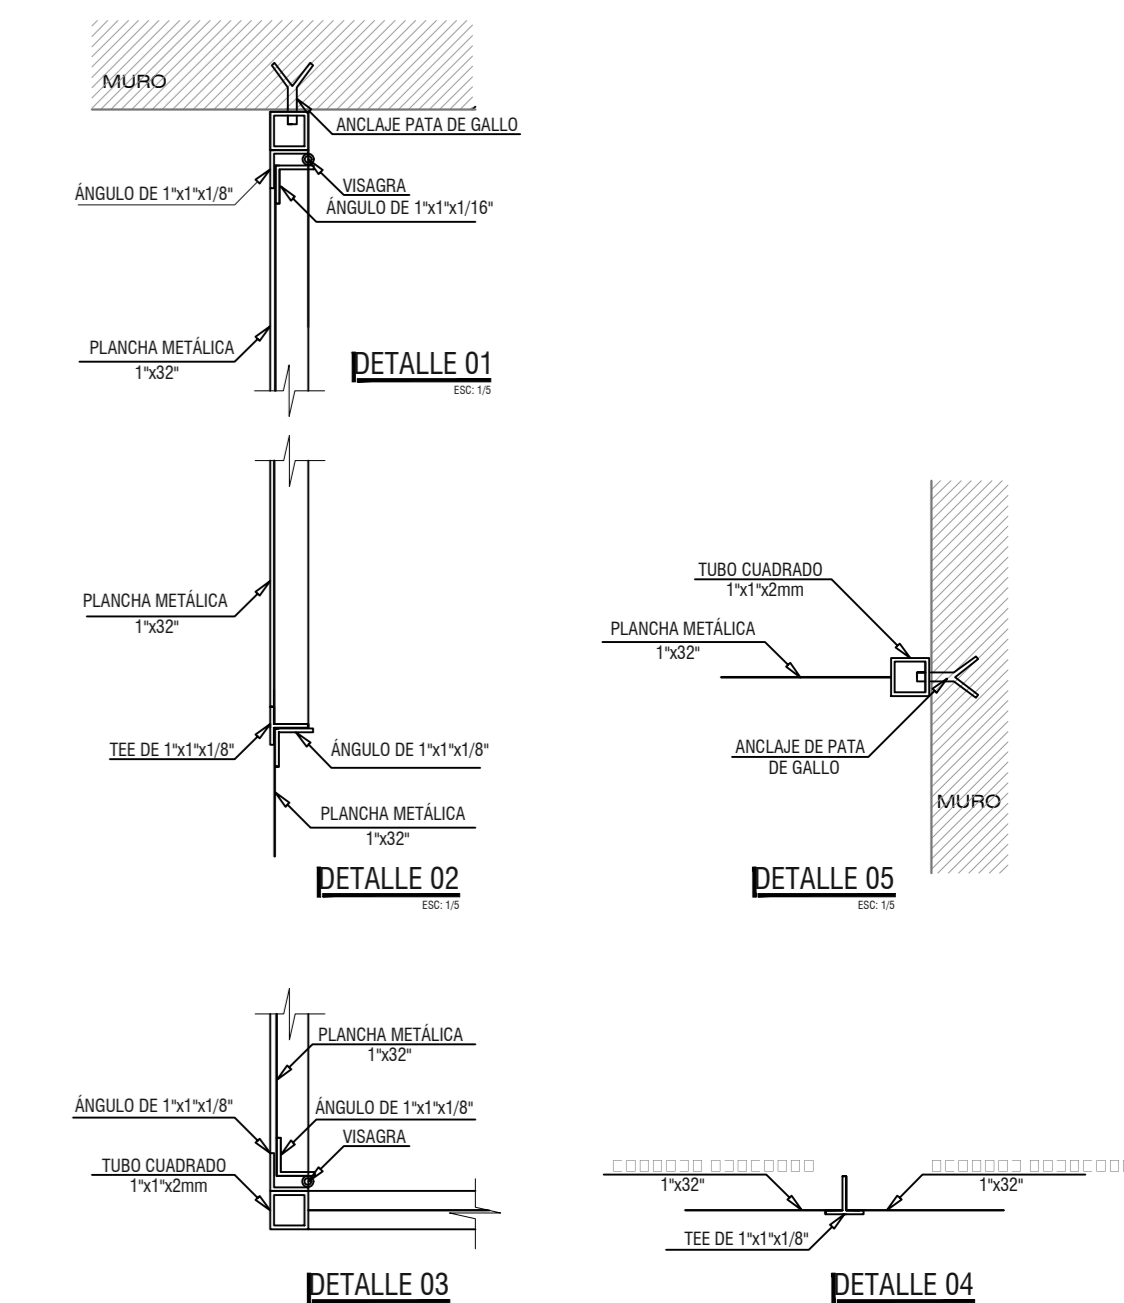 MURO
ANCLAJE PATA DE GALLO
ÁNGULO DE 1"x1"x1/8"
VISAGRA
ÁNGULO DE 1"x1"x1/16"
PLANCHA METÁLICA
1"x32"
DETALLE 01
ESC: 1/5
PLANCHA METÁLICA
1"x32"
TEE DE 1"x1"x1/8"
ÁNGULO DE 1"x1"x1/8"
PLANCHA METÁLICA
1"x32"
DETALLE 02
ESC: 1/5
TUBO CUADRADO
1"x1"x2mm
PLANCHA METÁLICA
1"x32"
ANCLAJE DE PATA
DE GALLO
MURO
DETALLE 05
ESC: 1/5
PLANCHA METÁLICA
1"x32"
ÁNGULO DE 1"x1"x1/8"
ÁNGULO DE 1"x1"x1/8"
VISAGRA
TUBO CUADRADO
1"x1"x2mm
DETALLE 03
1"x32"
1"x32"
TEE DE 1"x1"x1/8"
DETALLE 04